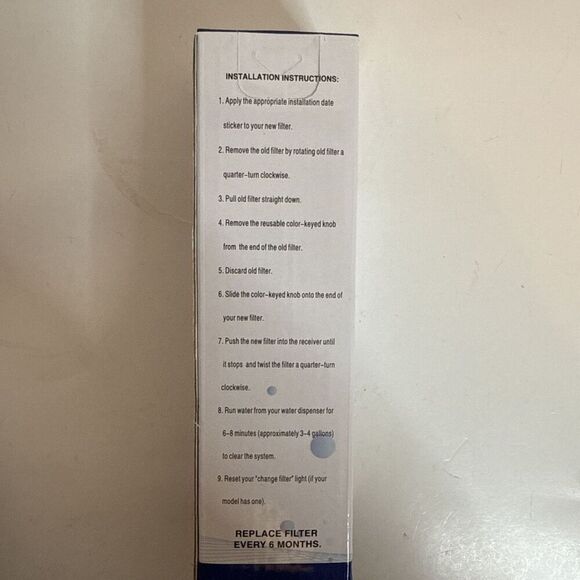 INSTALLATION INSTRUCTIONS:
1. Apply the appropriate installation date
sticker to your new filter.
2. Remove the old filter by rotating old filter a
quarter-turn clockwise.
3. Pull old filter straight down.
4. Remove the reusable color-keyed knob
from the end of the old filter.
5. Discard old filter.
6. Slide the color-keyed knob onto the end of
your new filter.
7. Push the new filter into the receiver until
it stops and twist the filter a quarter-turn
clockwise.
8. Run water from your water dispenser for
6-8 minutes (approximately 3-4 gallons)
to clear the system.
9. Reset your "change filter" light (if your
model has one).
REPLACE FILTER
EVERY 6 MONTHS.